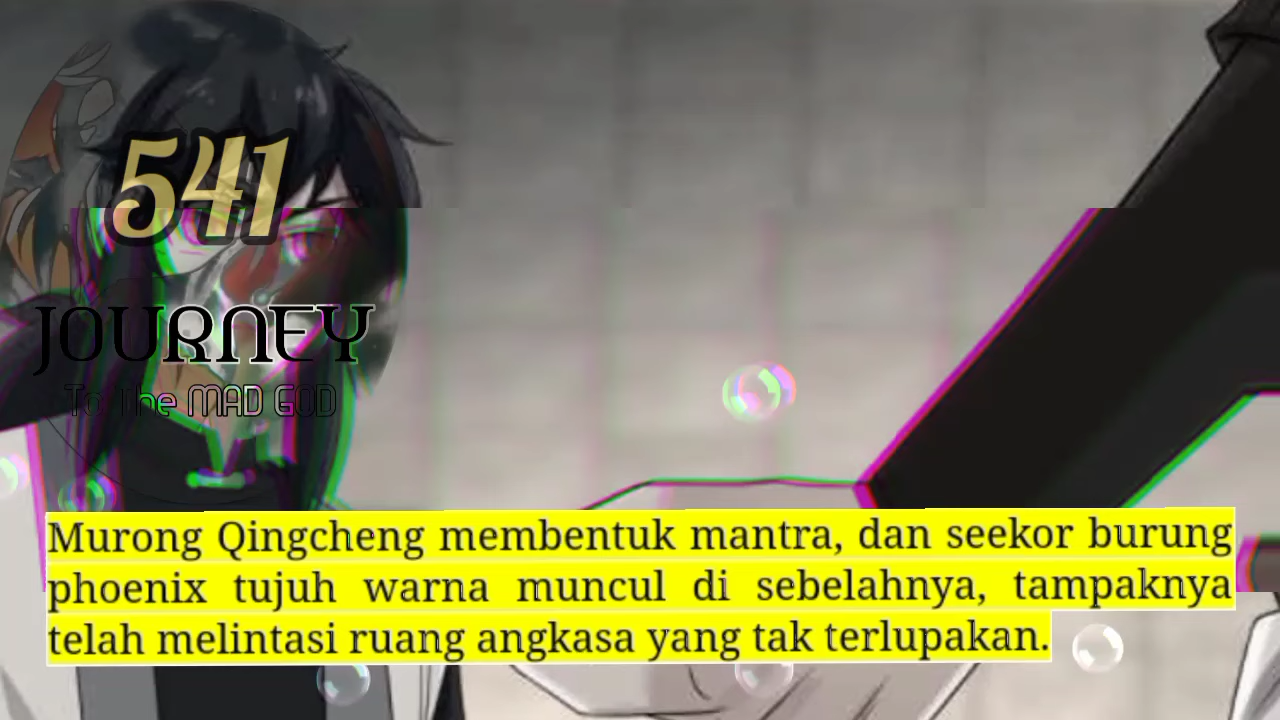 541
JOURNEY
To The MAD GOD
Murong Qingcheng membentuk mantra, dan seekor burung
phoenix tujuh warna muncul di sebelahnya, tampaknya
telah melintasi ruang angkasa yang tak terlupakan.